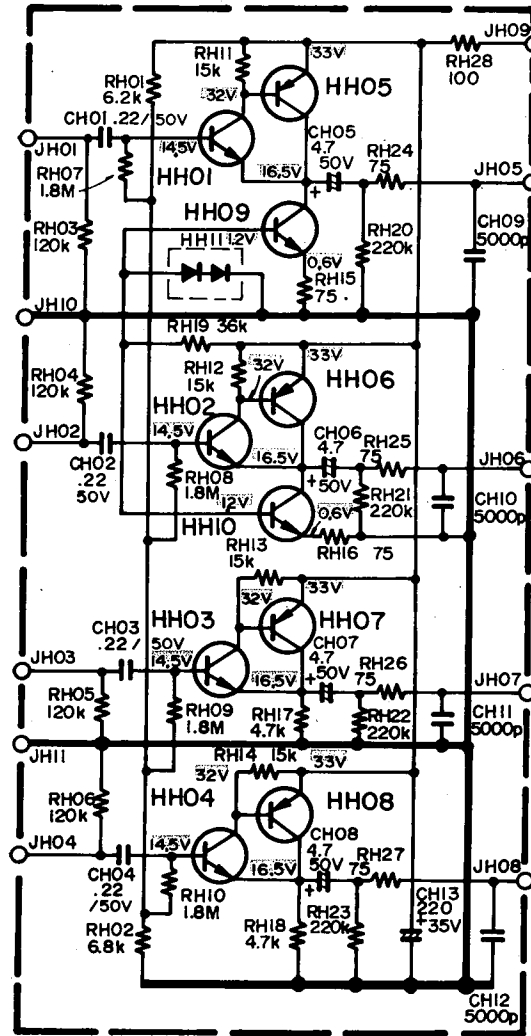 RH11
15k
33V
JH09
RH28
100
RH01
6.2k
32V
HH05
CH01 .22/50V
CH05
4.7
50V
RH24
75
JH01
14.5V
RH07
1.8M
HH01
16.5V
JH05
RH03
120k
HH09
RH20
220k
CH09
5000p
HH11
1.2V
0.6V
RH15
75
JH10
RH19 36k
RH04
120k
RH12
15k
32V
33V
HH06
HH02
JH02
14.5V
CH06
4.7
50V
RH25
75
JH06
CH02
.22
50V
RH08
1.8M
16.5V
RH21
220k
CH10
5000p
HH10
12V
0.6V
RH16
75
RH13
15k
32V
33V
HH07
HH03
CH03
.22/
50V
14.5V
CH07
4.7
50V
RH26
75
JH03
16.5V
JH07
RH05
120k
RH09
1.8M
RH17
4.7k
RH22
220k
CH11
5000p
JH11
RH14 15k
32V
33V
RH06
120k
HH04
HH08
JH04
14.5V
CH08
4.7
50V
RH27
75
JH08
CH04
.22
/50V
16.5V
RH10
1.8M
CH13
220
35V
RH02
6.8k
RH18
4.7k
RH23
220k
CH12
5000p